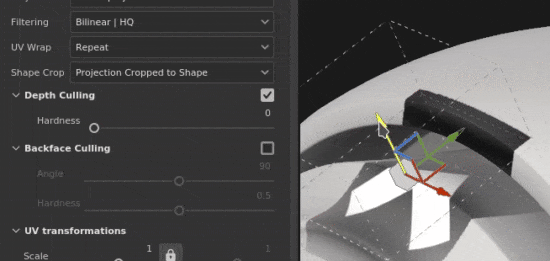 Filtering
Bilinear | HQ
UV Wrap
Repeat
Shape Crop
Projection Cropped to Shape
Depth Culling
Hardness
0
Backface Culling
Angle
90
Hardness
0.5
UV transformations
Scale
1
1